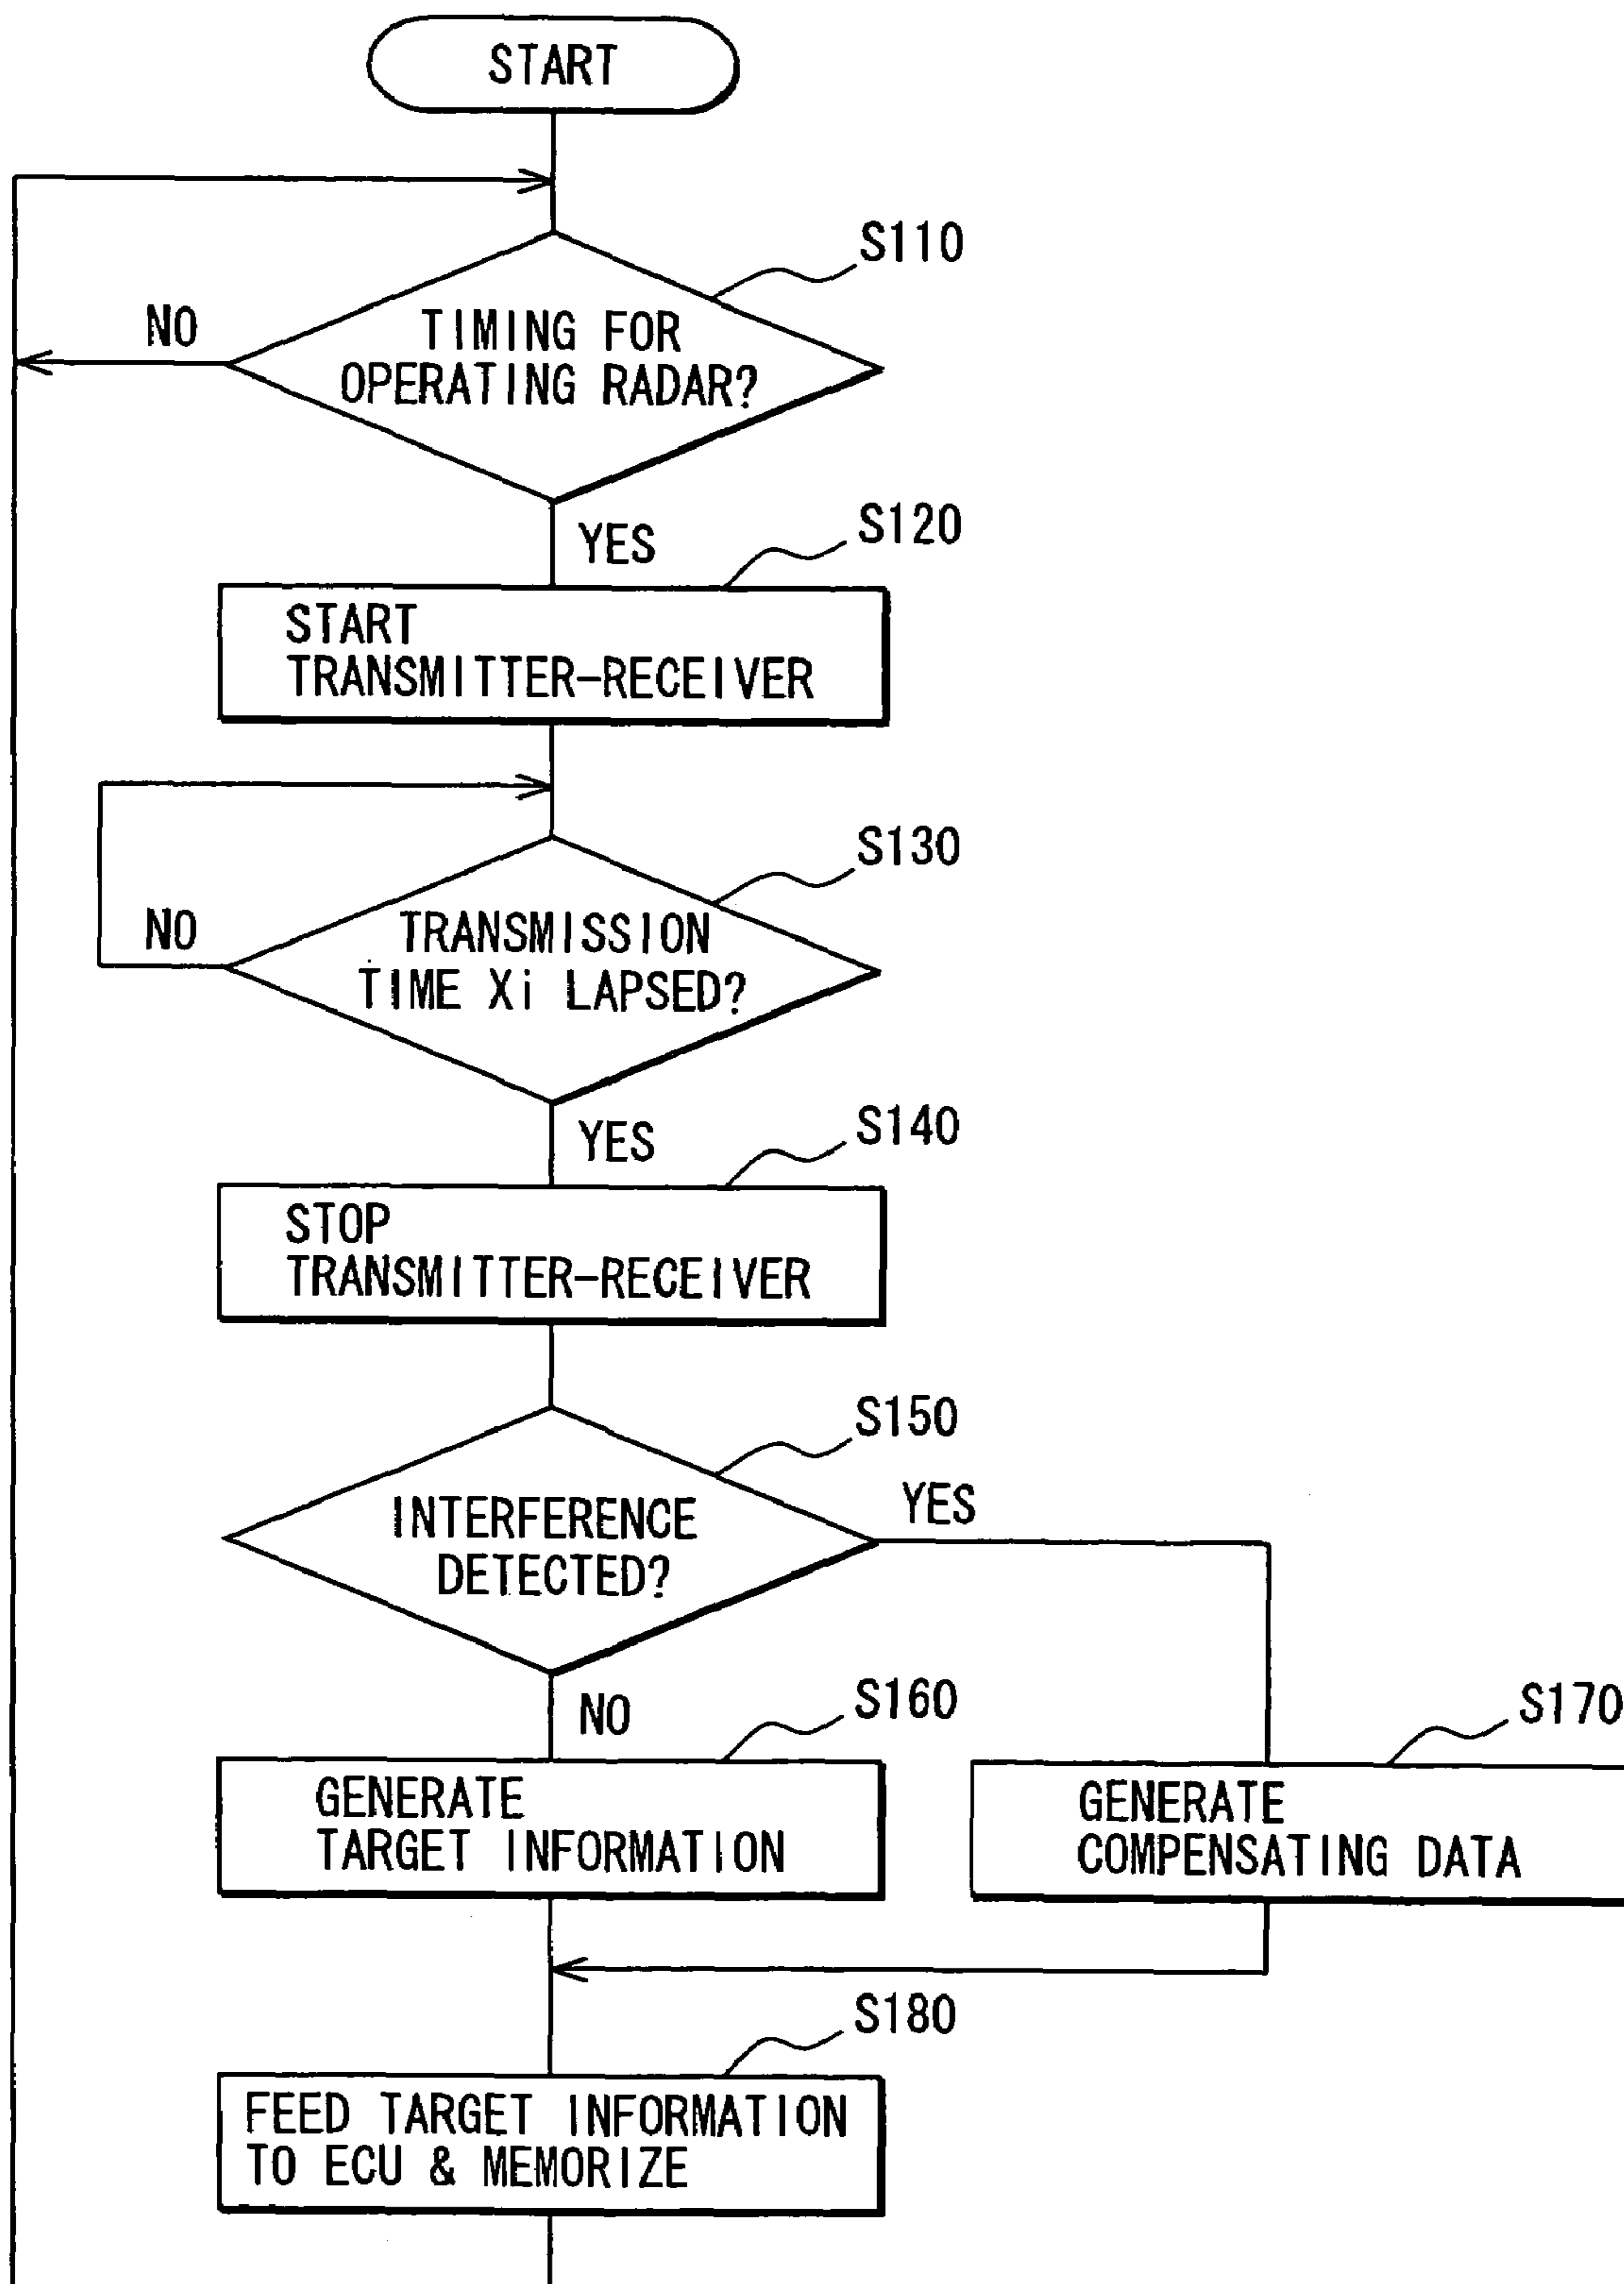 START
S110
NO
TIMING FOR
OPERATING RADAR?
YES
S120
START
TRANSMITTER-RECEIVER
S130
NO
TRANSMISSION
TIME Xi LAPSED?
YES
S140
STOP
TRANSMITTER-RECEIVER
S150
YES
INTERFERENCE
DETECTED?
NO
S160
S170
GENERATE
TARGET INFORMATION
GENERATE
COMPENSATING DATA
S180
FEED TARGET INFORMATION
TO ECU & MEMORIZE